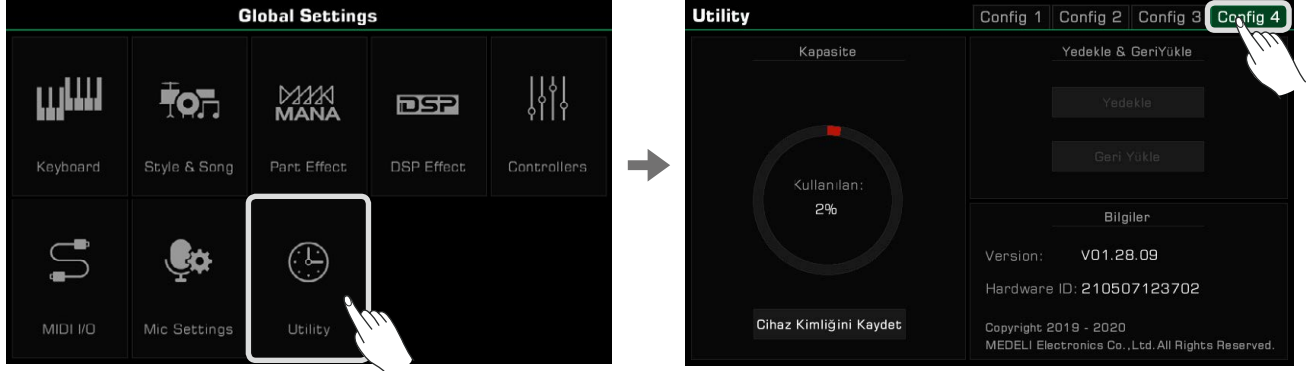 Global Settings
MANA
DSP
Keyboard
Style & Song
Part Effect
DSP Effect
Controllers
MIDI I/O
Mic Settings
Utility
Utility
Config 1
Config 2
Config 3
Config 4
Kapasite
Kullanılan:
2%
Cihaz Kimliğini Kaydet
Yedekle & GeriYükle
Yedekle
Geri Yükle
Bilgiler
Version: V01.28.09
Hardware ID: 210507123702
Copyright 2019 - 2020
MEDELI Electronics Co.,Ltd. All Rights Reserved.